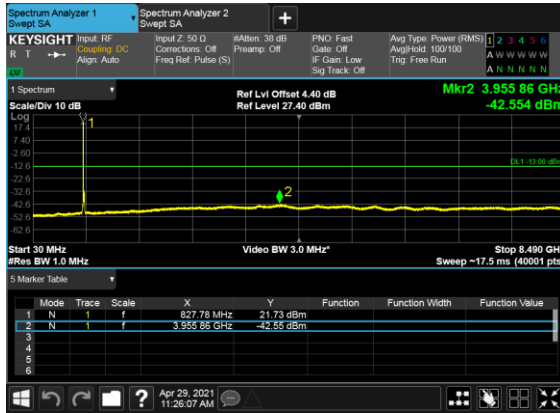 Spectrum Analyzer 1
Swept SA
Spectrum Analyzer 2
Swept SA
KEYSIGHT
R T
LXI
Input: RF
Coupling: DC
Align: Auto
Input Z: 50 Ω
Corrections: Off
Freq Ref: Pulse (S)
#Atten: 38 dB
Preamp: Off
PNO: Fast
Gate: Off
IF Gain: Low
Sig Track: Off
Avg Type: Power (RMS)
Avg|Hold: 100/100
Trig: Free Run
1 2 3 4 5 6
A W W W W W
A N N N N N
1 Spectrum
Scale/Div 10 dB
Log
Ref Lvl Offset 4.40 dB
Ref Level 27.40 dBm
Mkr2 3.955 86 GHz
-42.554 dBm
17.4
7.40
-2.60
-12.6
-22.6
-32.6
-42.6
-52.6
-62.6
1
2
DL1 -13.00 dBm
Start 30 MHz
#Res BW 1.0 MHz
Video BW 3.0 MHz*
Stop 8.490 GH
Sweep ~17.5 ms (40001 pts
5 Marker Table
Mode Trace Scale X Y Function Function Width Function Value
1 N 1 f 827.78 MHz 21.73 dBm
2 N 1 f 3.955 86 GHz -42.55 dBm
3
4
5
6
?
Apr 29, 2021
11:26:07 AM